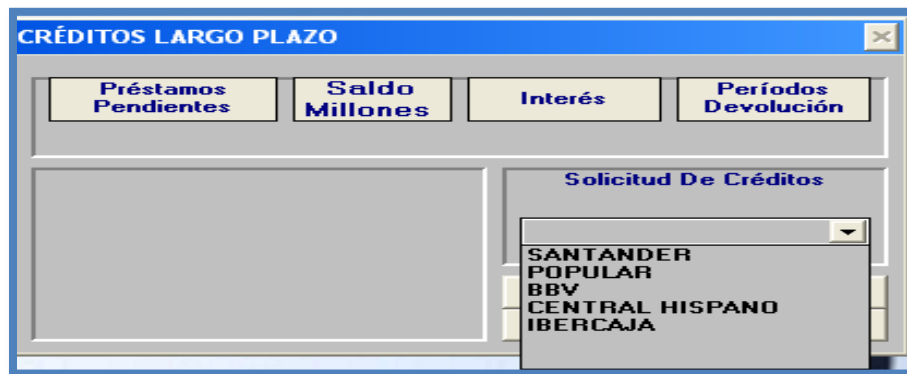 CRÉDITOS LARGO PLAZO
Préstamos
Pendientes
Saldo
Millones
Interés
Períodos
Devolución
Solicitud De Créditos
SANTANDER
POPULAR
BBV
CENTRAL HISPANO
IBERCAJA